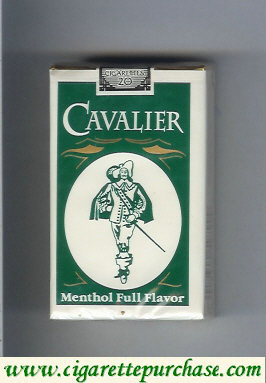 CIGARETTES
20
CAVALIER
Menthol Full Flavor
www.cigarettepurchase.com